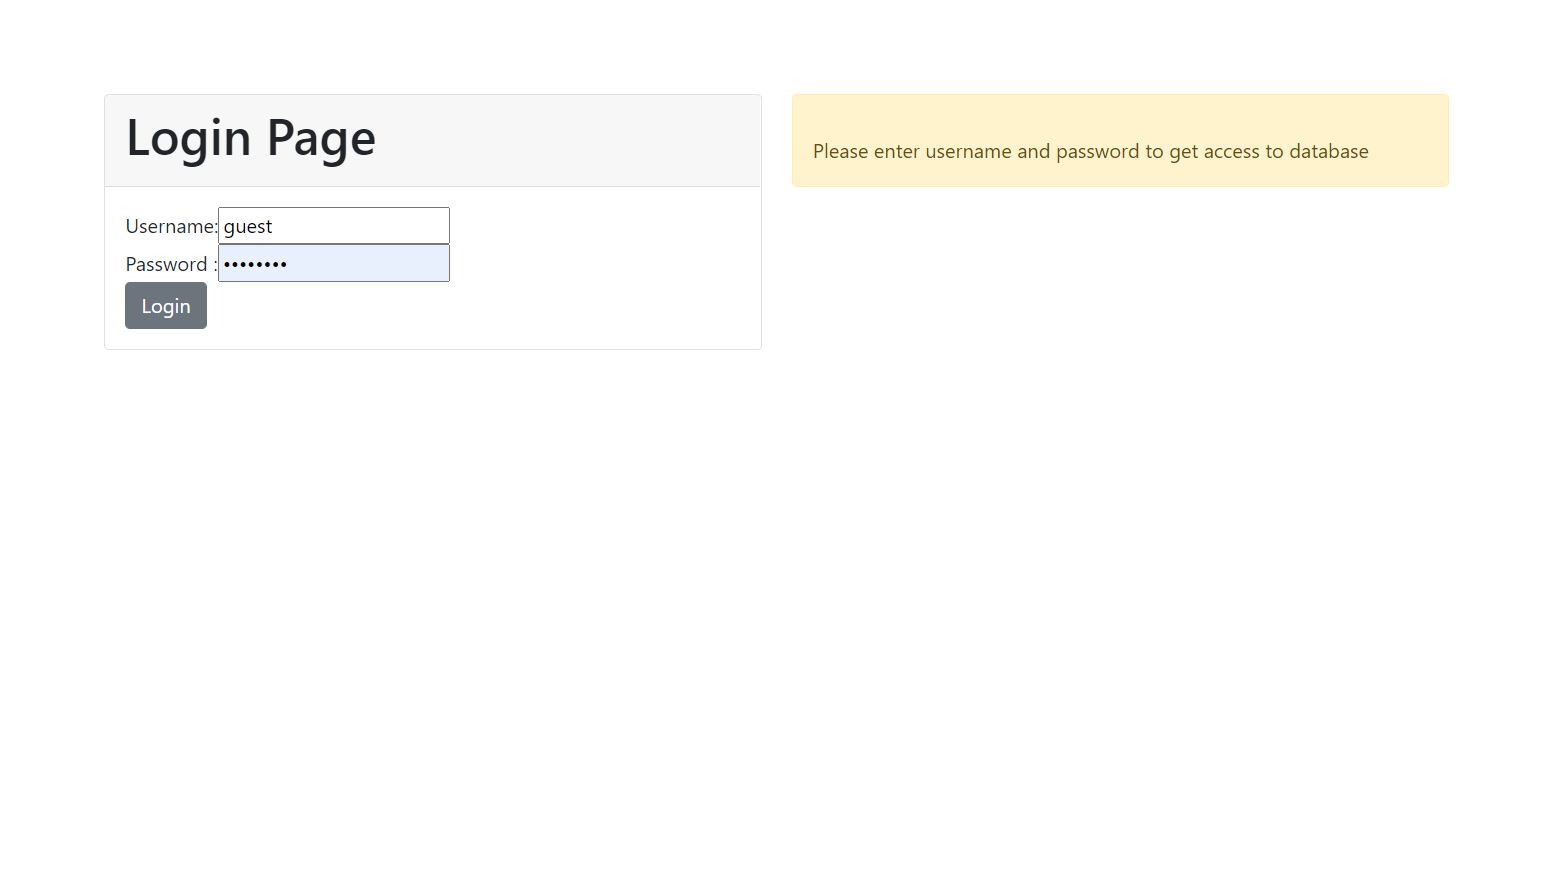 Login Page
Please enter username and password to get access to database
Username: guest
Password : ••••••••
Login